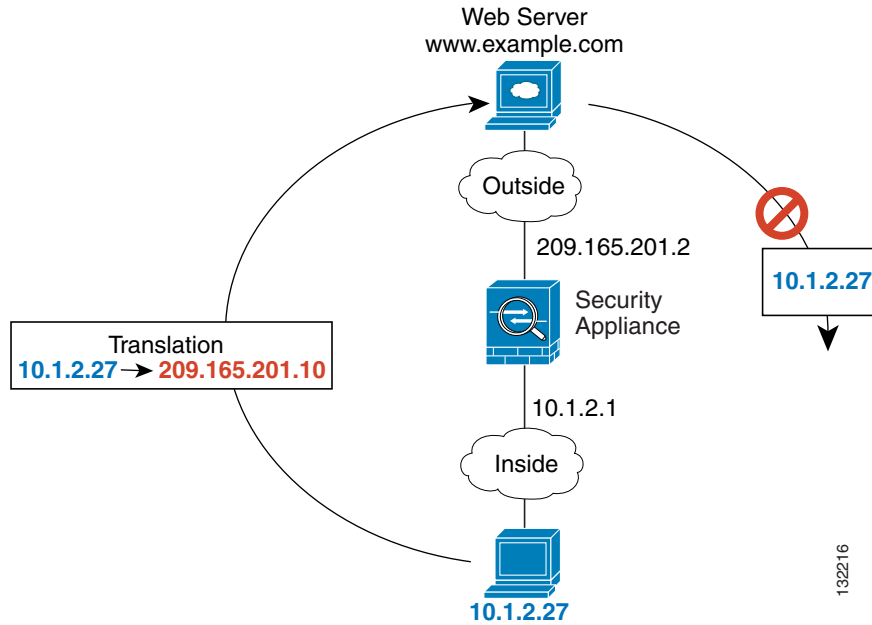 Web Server
www.example.com
Outside
209.165.201.2
10.1.2.27
Security
Appliance
Translation
10.1.2.27 209.165.201.10
10.1.2.1
Inside
10.1.2.27
132216